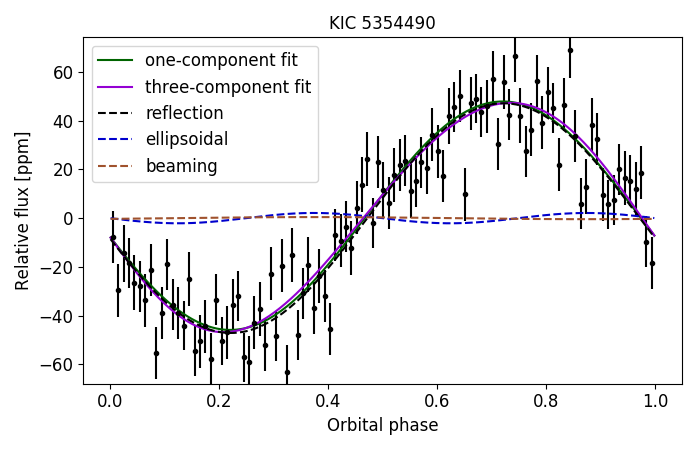 KIC 5354490
one-component fit
three-component fit
reflection
ellipsoidal
beaming
Relative flux [ppm]
60
40
20
0
−20
−40
−60
0.0 0.2 0.4 0.6 0.8 1.0
Orbital phase